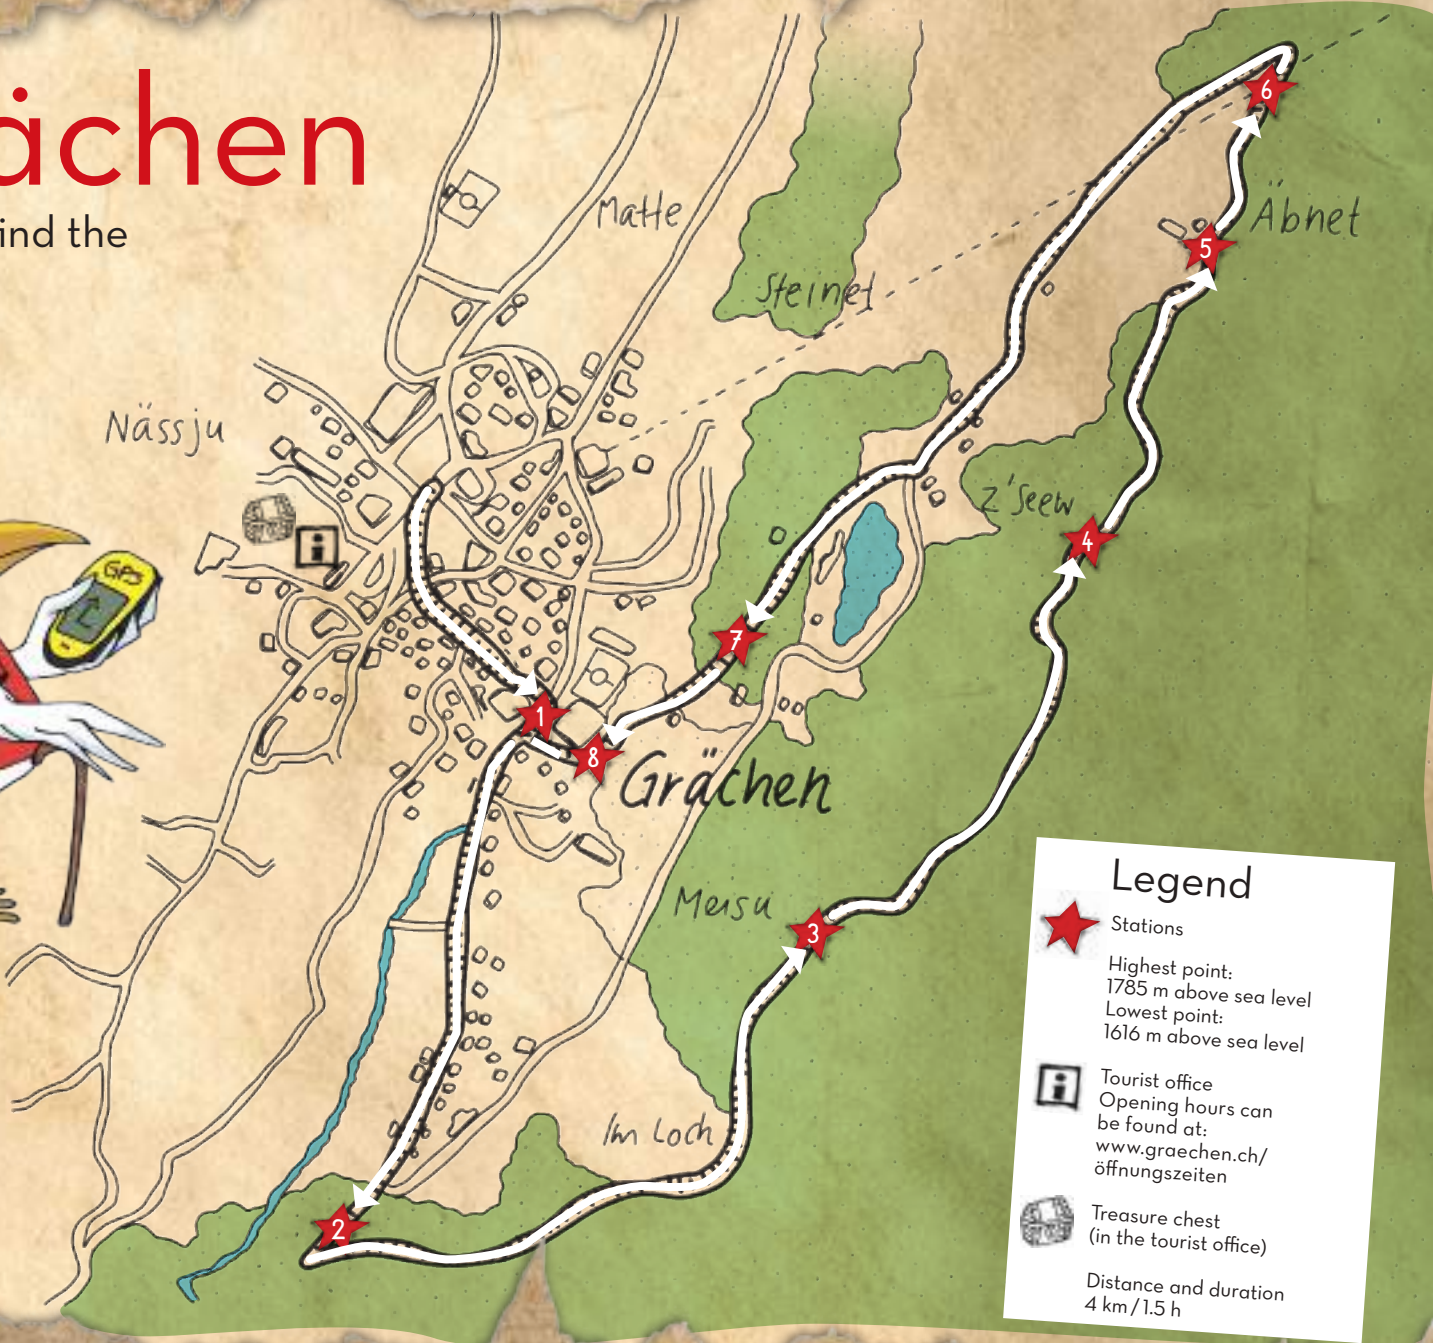 ächen
ind the
Matte
Steinet
Äbnet
Nässju
Z'Seew
GPS
i
6
5
4
7
1
8
Grächen
3
2
Im Loch
Legend
Stations
Highest point:
1785 m above sea level
Lowest point:
1616 m above sea level
i
Tourist office
Opening hours can
be found at:
www.graechen.ch/
öffnungszeiten
Treasure chest
(in the tourist office)
Distance and duration
4 km / 1.5 h